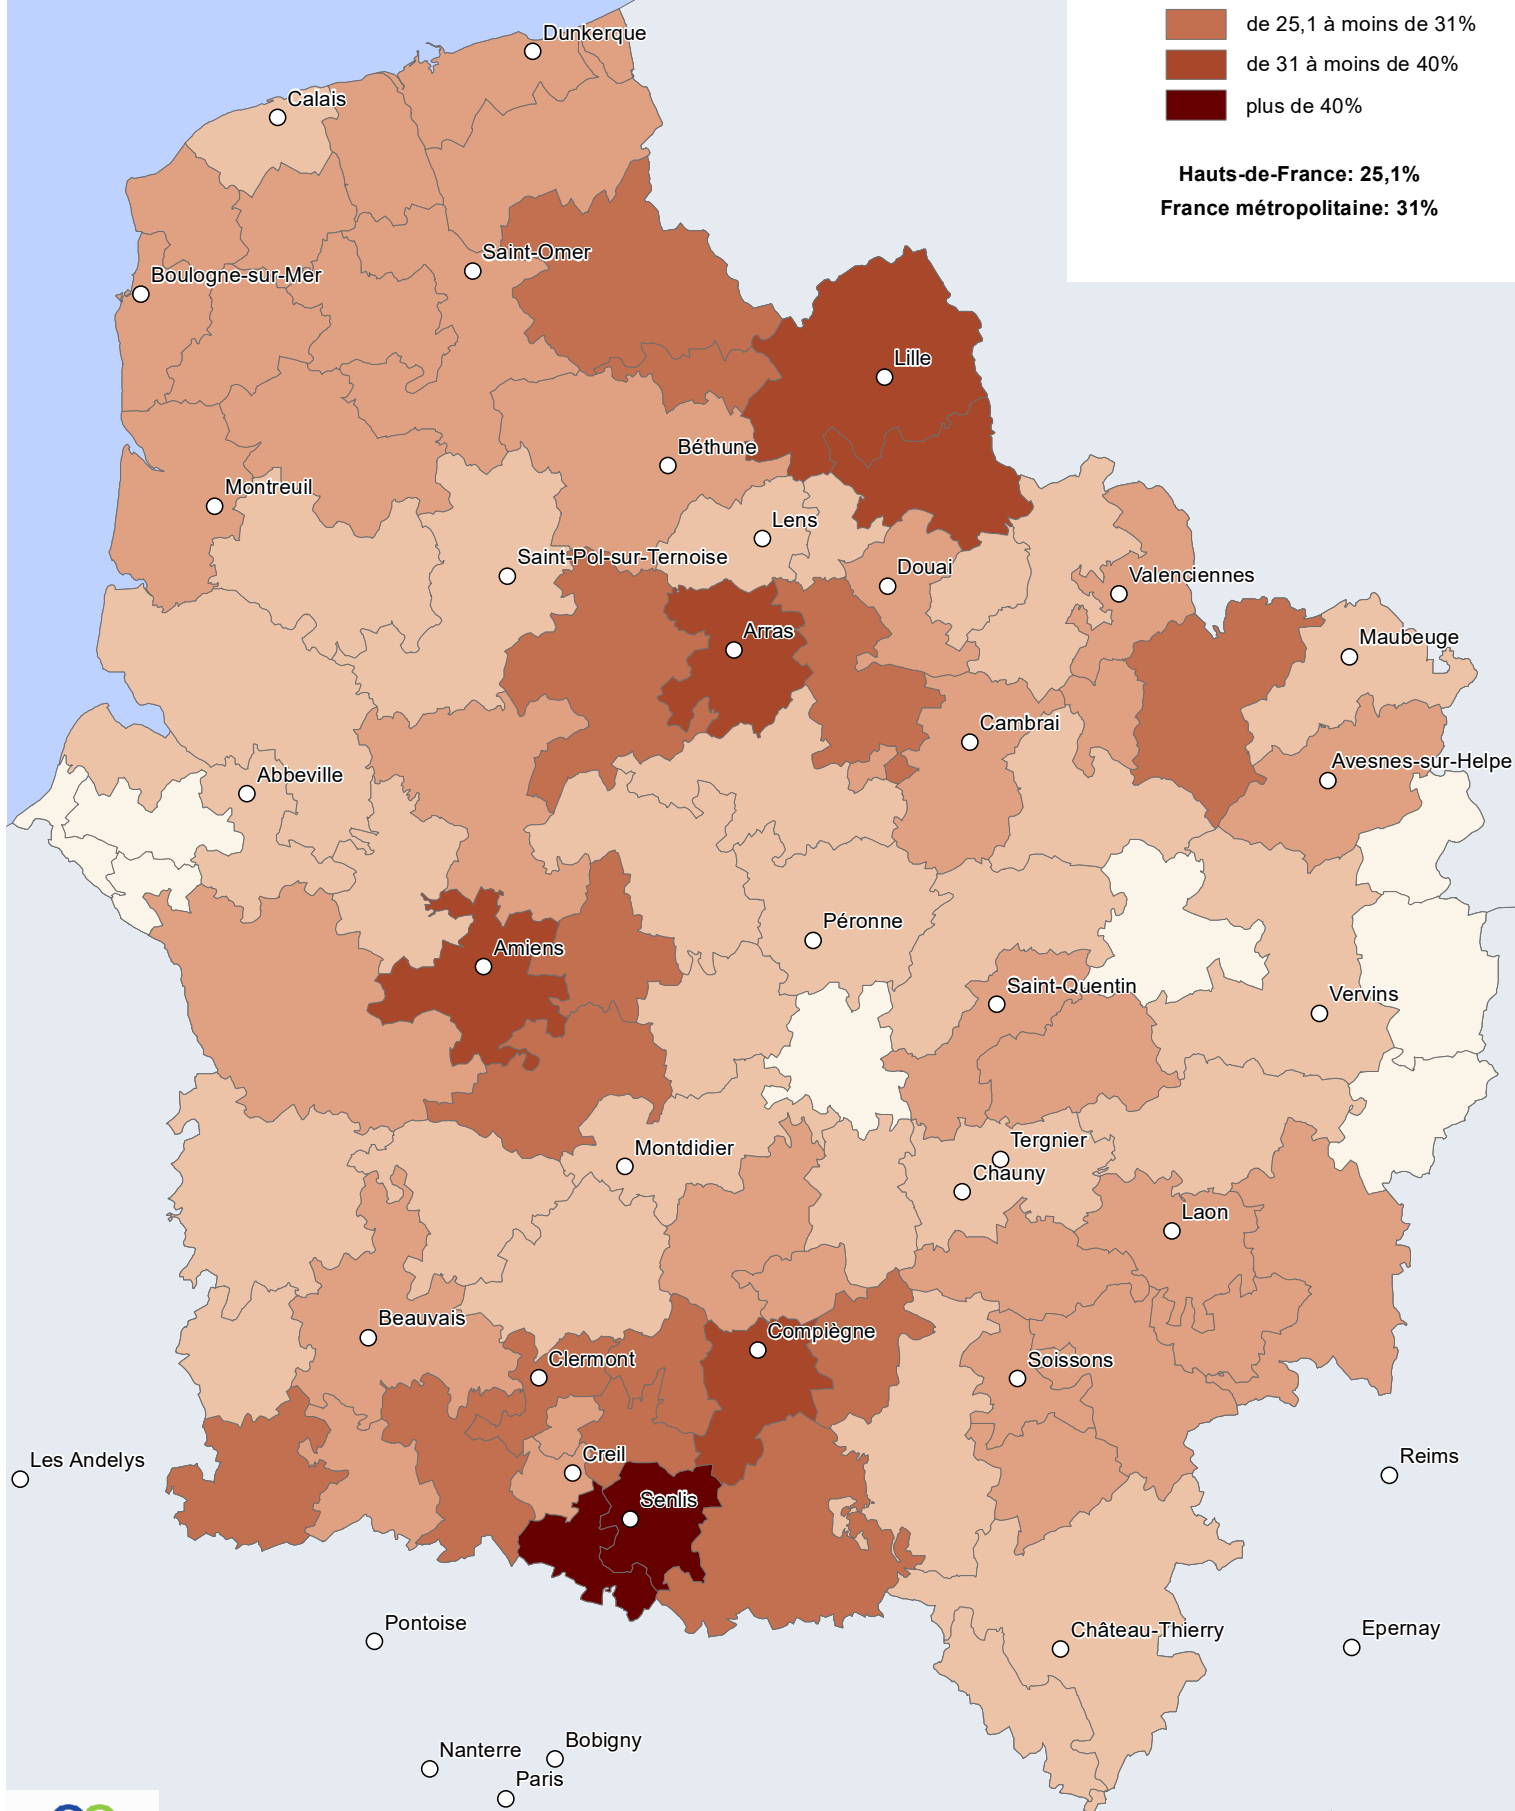 de 25,1 à moins de 31%
de 31 à moins de 40%
plus de 40%
Hauts-de-France: 25,1%
France métropolitaine: 31%
Dunkerque
Calais
Saint-Omer
Boulogne-sur-Mer
Lille
Béthune
Montreuil
Lens
Saint-Pol-sur-Ternoise
Douai
Valenciennes
Arras
Maubeuge
Cambrai
Avesnes-sur-Helpe
Abbeville
Péronne
Amiens
Saint-Quentin
Vervins
Tergnier
Montdidier
Chauny
Laon
Beauvais
Compiègne
Clermont
Soissons
Creil
Les Andelys
Reims
Senlis
Pontoise
Château-Thierry
Epernay
Bobigny
Nanterre
Paris